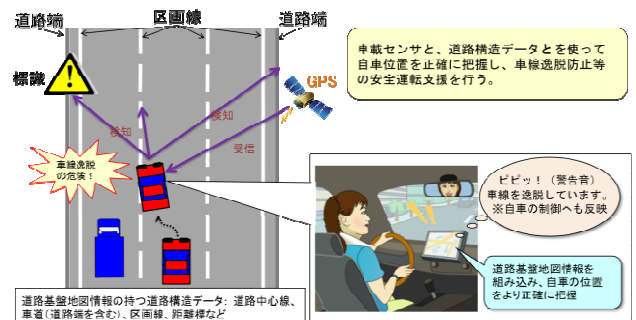 道路端
区画線
道路端
標識
GPS
検知
検知
受信
車線逸脱
の危険！
車載センサと、道路構造データとを使って
自車位置を正確に把握し、車線逸脱防止等
の安全運転支援を行う。
ピピッ！（警告音）
車線を逸脱しています。
※自車の制御へも反映
道路基盤地図情報を
組み込み、自車の位置
をより正確に把握
道路基盤地図情報の持つ道路構造データ： 道路中心線、
車道（道路端を含む）、区画線、距離標など